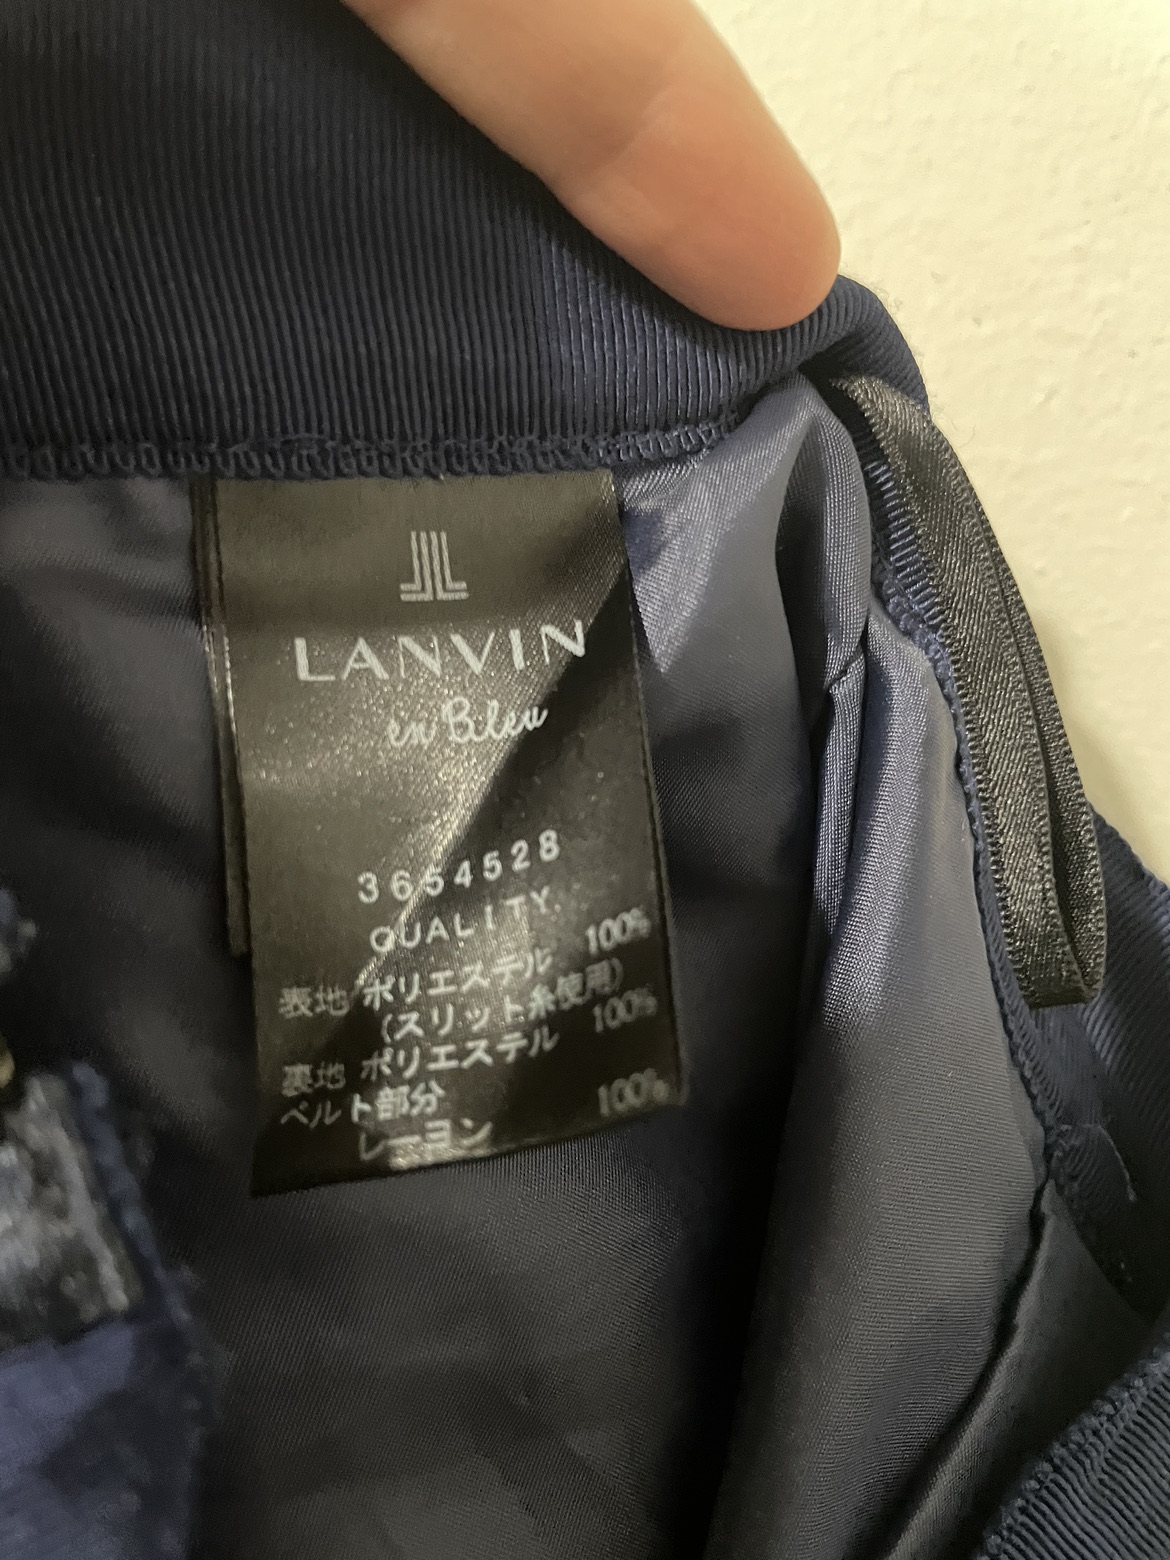 LANVIN
en Bleu
3654528
QUALITY.
表地 ポリエステル 100%
(スリット糸使用)
裏地 ポリエステル 100%
ベルト部分
レーヨン 100%